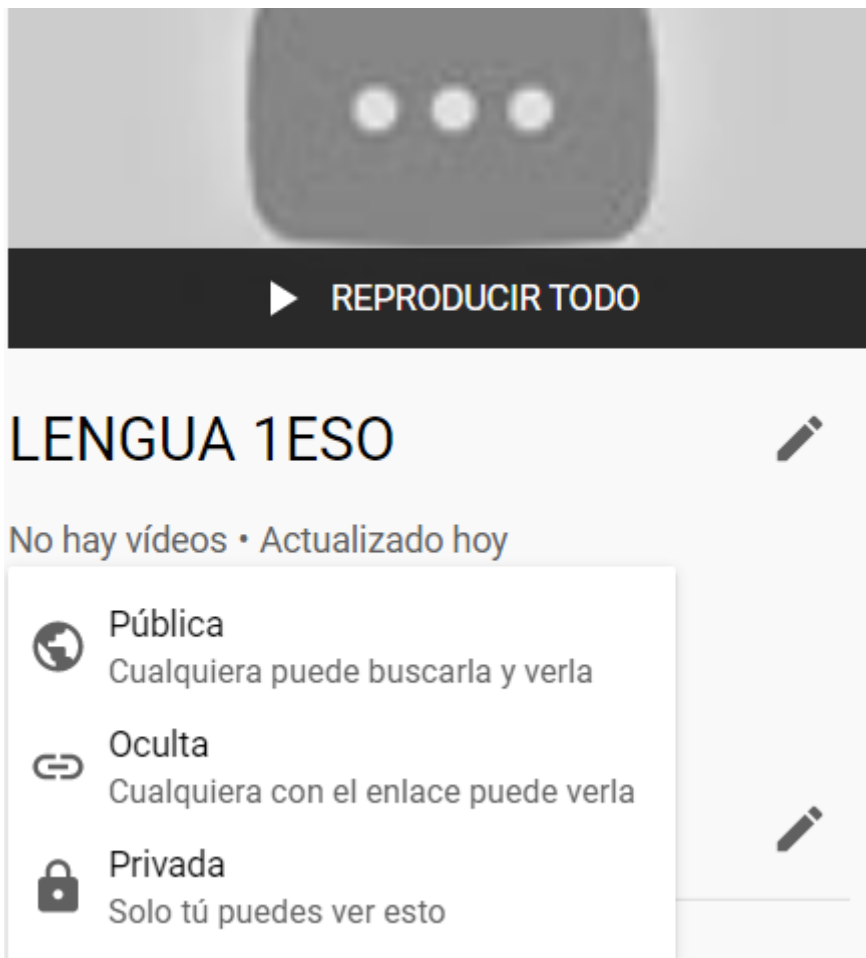 REPRODUCIR TODO
LENGUA 1ESO
No hay vídeos • Actualizado hoy
Pública
Cualquiera puede buscarla y verla
Oculta
Cualquiera con el enlace puede verla
Privada
Solo tú puedes ver esto